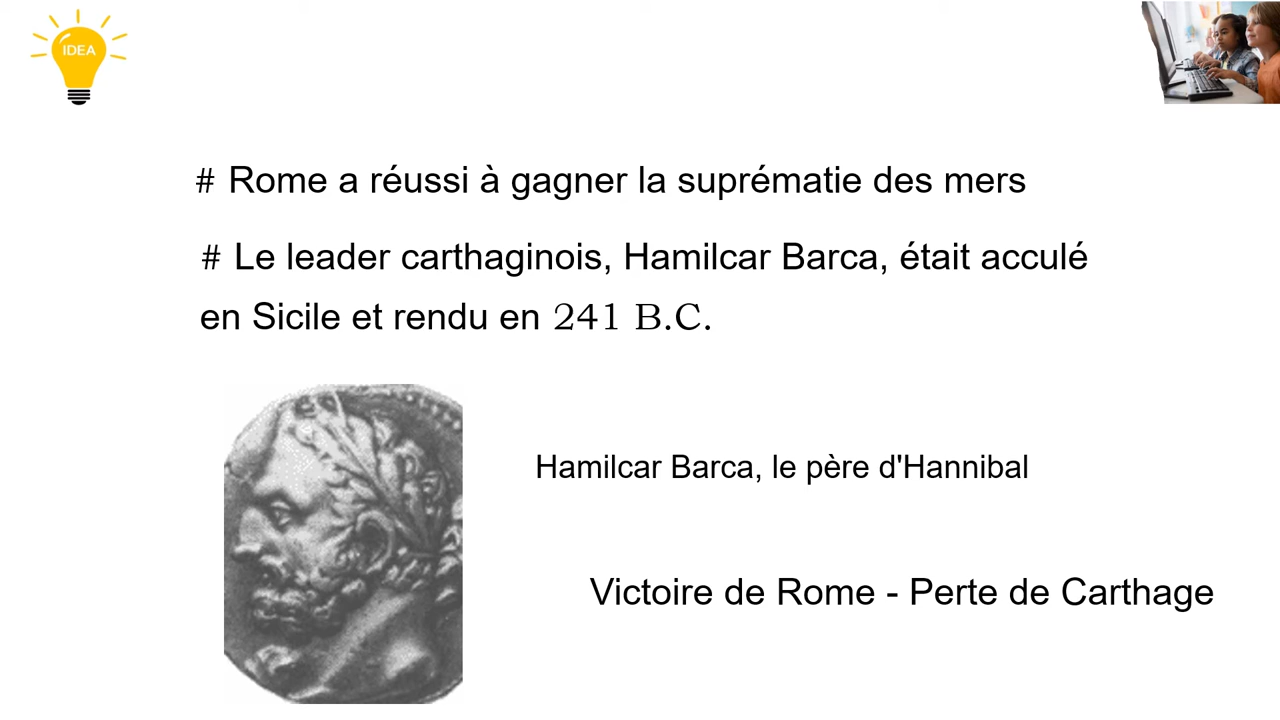 IDEA
# Rome a réussi à gagner la suprématie des mers
# Le leader carthaginois, Hamilcar Barca, était acculé
en Sicile et rendu en 241 B.C.
Hamilcar Barca, le père d'Hannibal
Victoire de Rome - Perte de Carthage